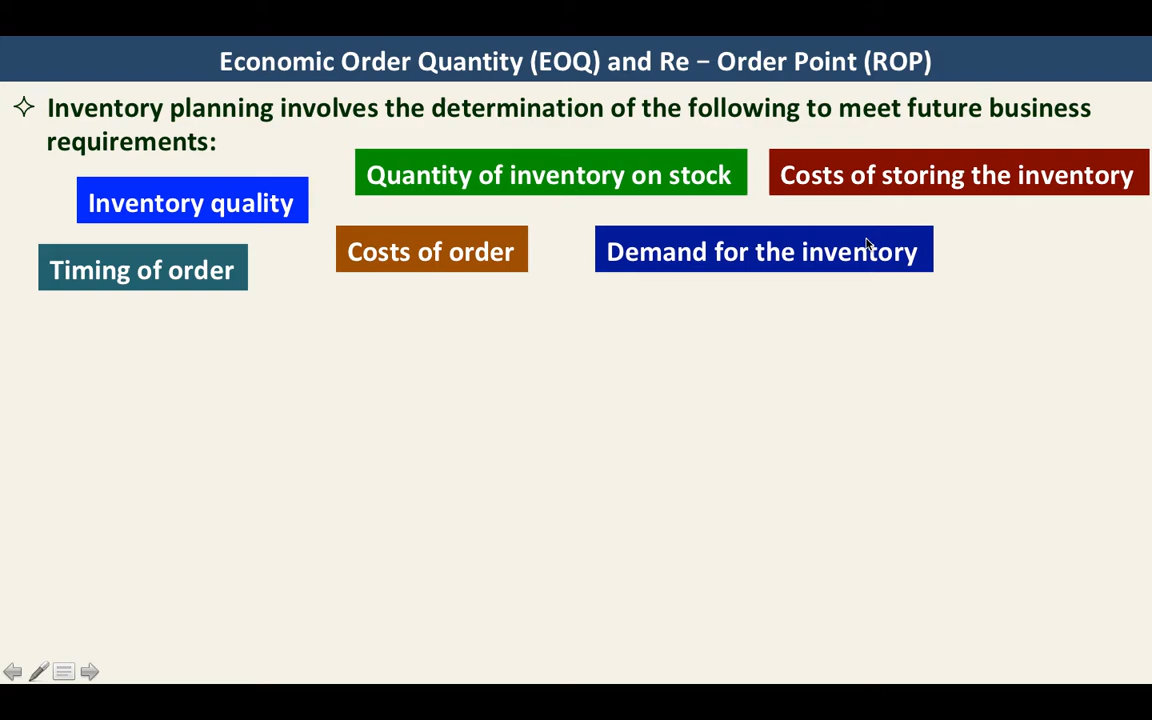 Economic Order Quantity (EOQ) and Re – Order Point (ROP)
Inventory planning involves the determination of the following to meet future business
requirements:
Inventory quality
Quantity of inventory on stock
Costs of storing the inventory
Timing of order
Costs of order
Demand for the inventory